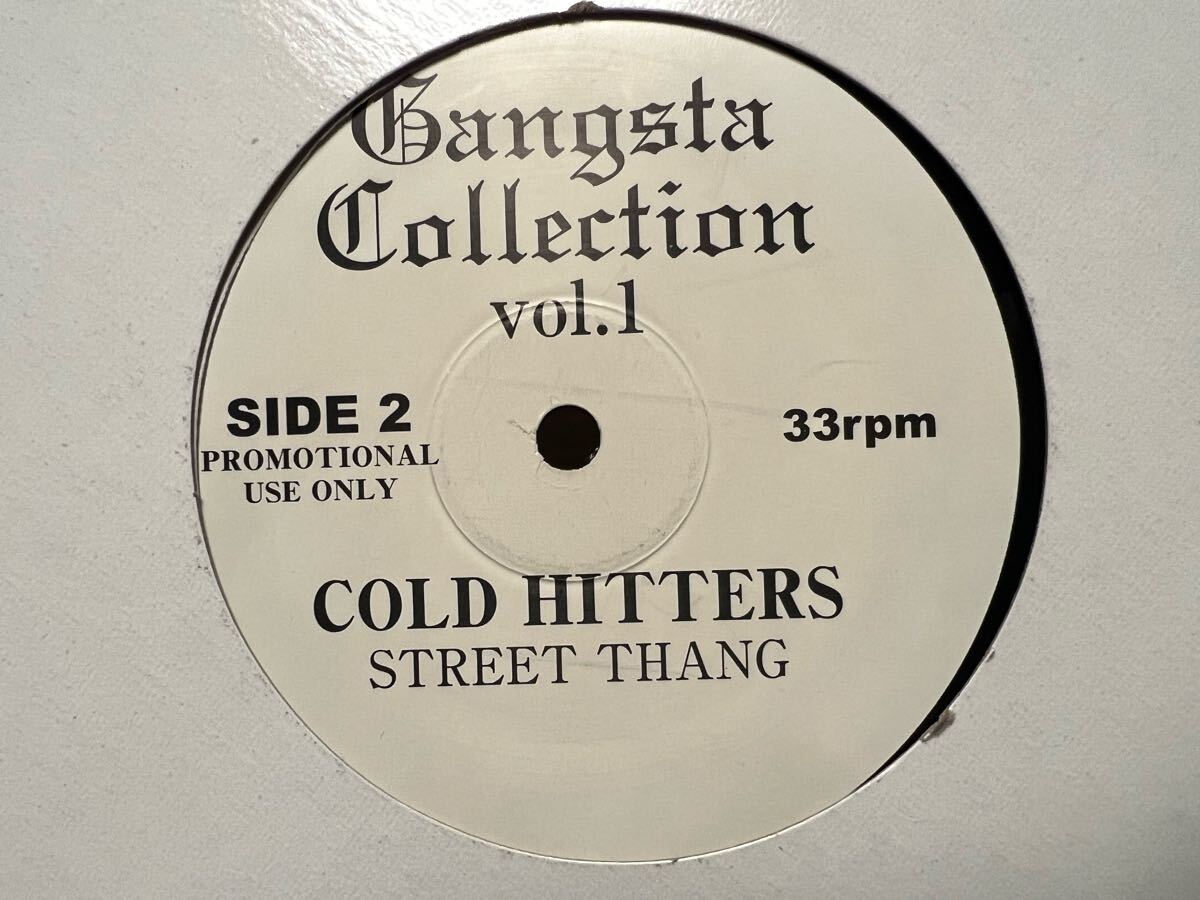 Gangsta
Collection
vol.1
SIDE 2
PROMOTIONAL
USE ONLY
33rpm
COLD HITTERS
STREET THANG